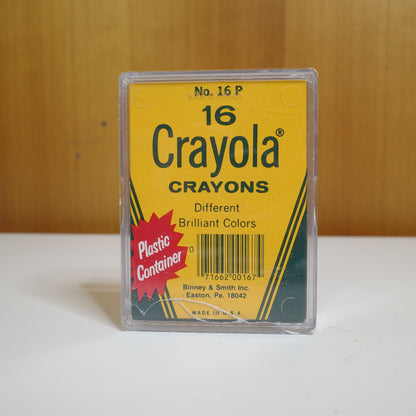 No. 16 P
16
Crayola®
CRAYONS
Different
Brilliant Colors
Plastic
Container
0
71662 00167
Binney & Smith Inc.
Easton, Pa. 18042
MADE IN U.S.A.